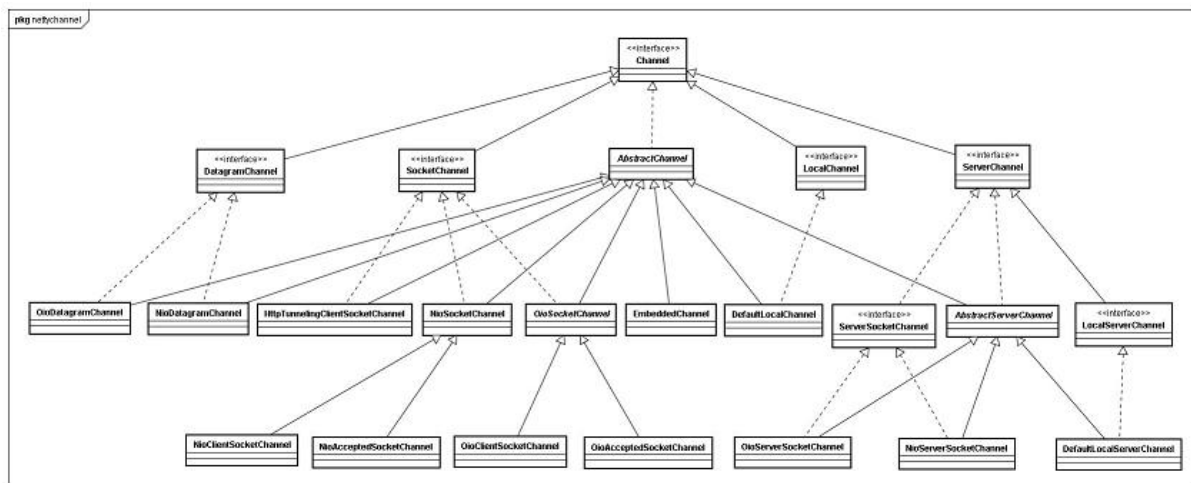 pkg nettychannel
<<interface>>
Channel
<<interface>>
DatagramChannel
<<interface>>
SocketChannel
AbstractChannel
<<interface>>
LocalChannel
<<interface>>
ServerChannel
OioDatagramChannel
NioDatagramChannel
HttpTunnelingClientSocketChannel
NioSocketChannel
OioSocketChannel
EmbeddedChannel
DefaultLocalChannel
<<interface>>
ServerSocketChannel
AbstractServerChannel
<<interface>>
LocalServerChannel
NioClientSocketChannel
NioAcceptedSocketChannel
OioClientSocketChannel
OioAcceptedSocketChannel
OioServerSocketChannel
NioServerSocketChannel
DefaultLocalServerChannel